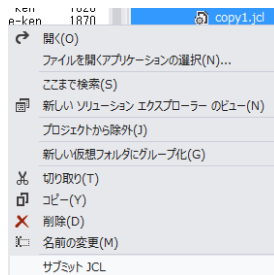 1820
e-ken 1870 copy1.jcl
開く(O)
ファイルを開くアプリケーションの選択(N)...
ここまで検索(S)
新しい ソリューション エクスプローラー のビュー(N)
プロジェクトから除外(J)
新しい仮想フォルダにグループ化(G)
切り取り(T)
コピー(Y)
削除(D)
名前の変更(M)
サブミット JCL